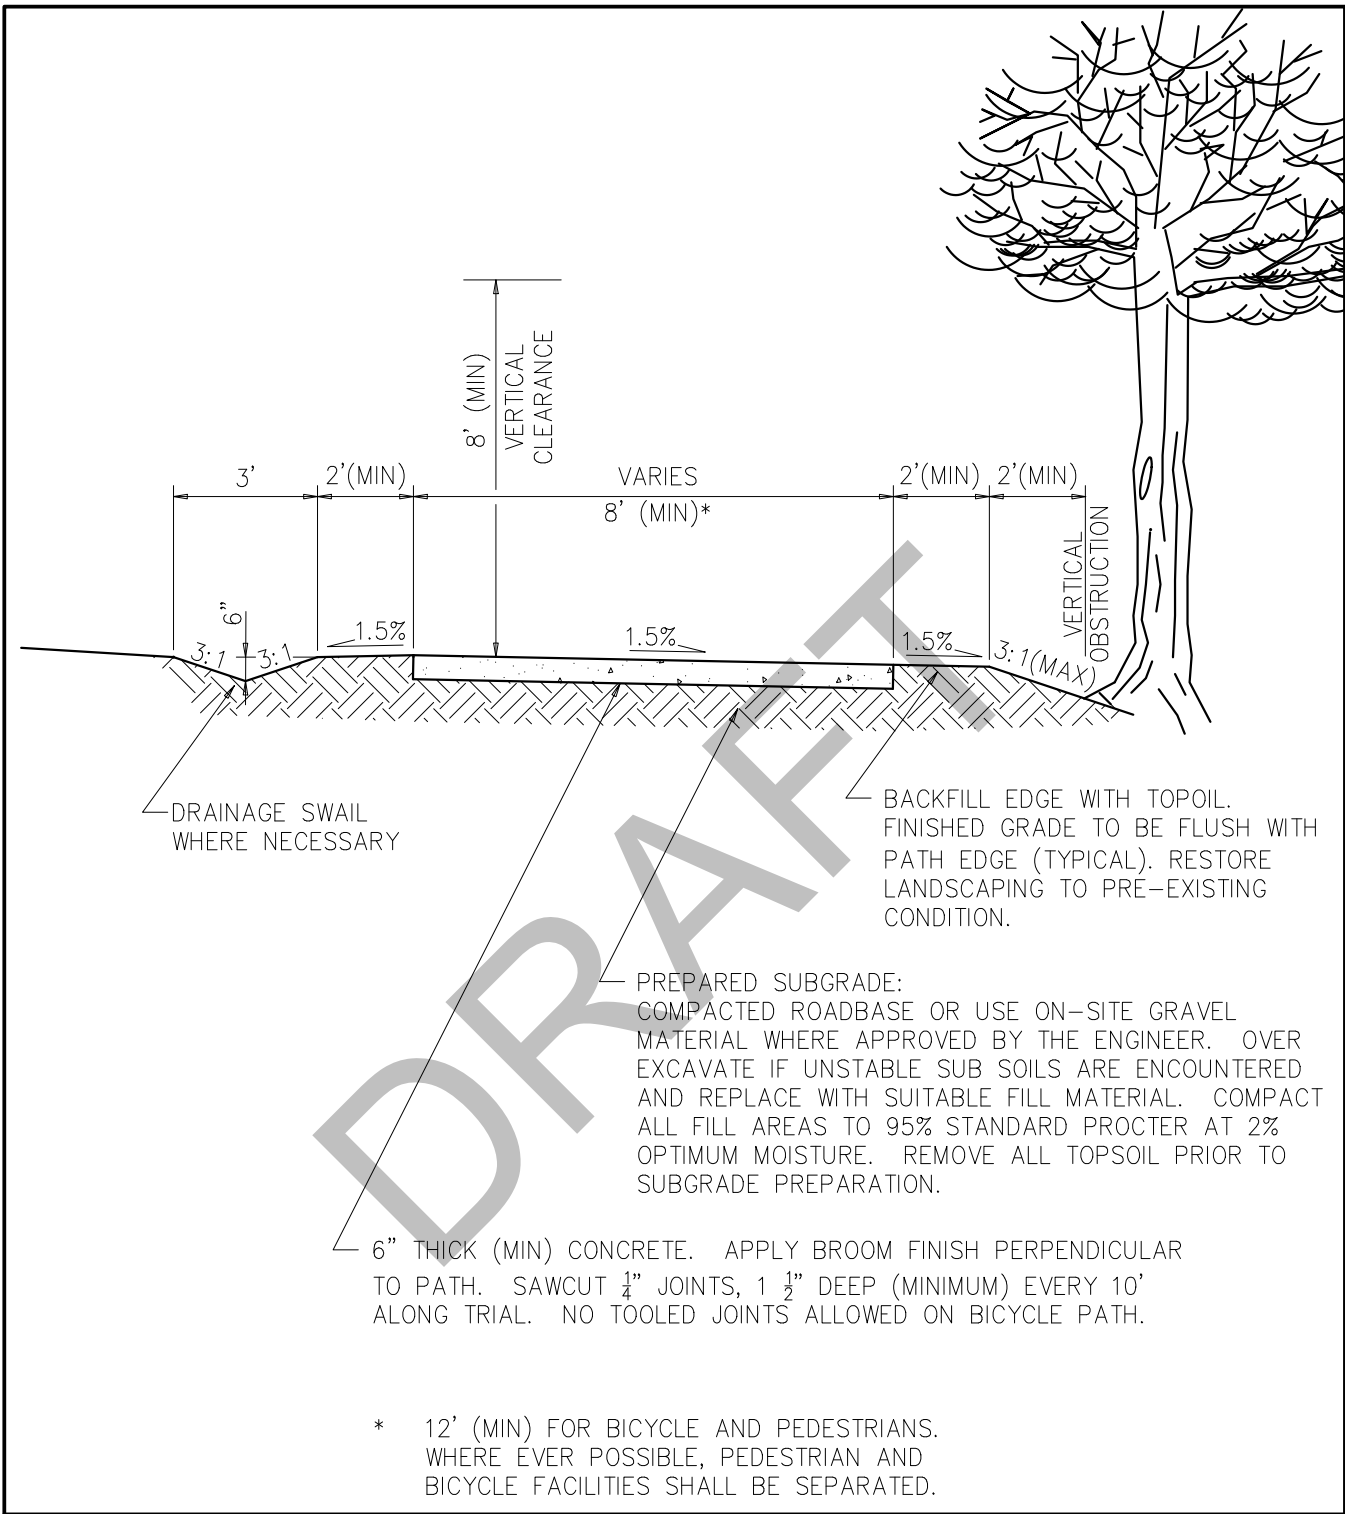 8' (MIN)
VERTICAL
CLEARANCE
3'
2'(MIN)
VARIES
8' (MIN)*
2'(MIN)
2'(MIN)
VERTICAL
OBSTRUCTION
6"
3:1
3:1
1.5%
1.5%
1.5%
3:1(MAX)
DRAINAGE SWAIL
WHERE NECESSARY
BACKFILL EDGE WITH TOPOIL.
FINISHED GRADE TO BE FLUSH WITH
PATH EDGE (TYPICAL). RESTORE
LANDSCAPING TO PRE-EXISTING
CONDITION.
PREPARED SUBGRADE:
COMPACTED ROADBASE OR USE ON-SITE GRAVEL
MATERIAL WHERE APPROVED BY THE ENGINEER. OVER
EXCAVATE IF UNSTABLE SUB SOILS ARE ENCOUNTERED
AND REPLACE WITH SUITABLE FILL MATERIAL. COMPACT
ALL FILL AREAS TO 95% STANDARD PROCTER AT 2%
OPTIMUM MOISTURE. REMOVE ALL TOPSOIL PRIOR TO
SUBGRADE PREPARATION.
6" THICK (MIN) CONCRETE. APPLY BROOM FINISH PERPENDICULAR
TO PATH. SAWCUT 1/4" JOINTS, 1 1/2" DEEP (MINIMUM) EVERY 10'
ALONG TRIAL. NO TOOLED JOINTS ALLOWED ON BICYCLE PATH.
* 12' (MIN) FOR BICYCLE AND PEDESTRIANS.
WHERE EVER POSSIBLE, PEDESTRIAN AND
BICYCLE FACILITIES SHALL BE SEPARATED.
DRAFT